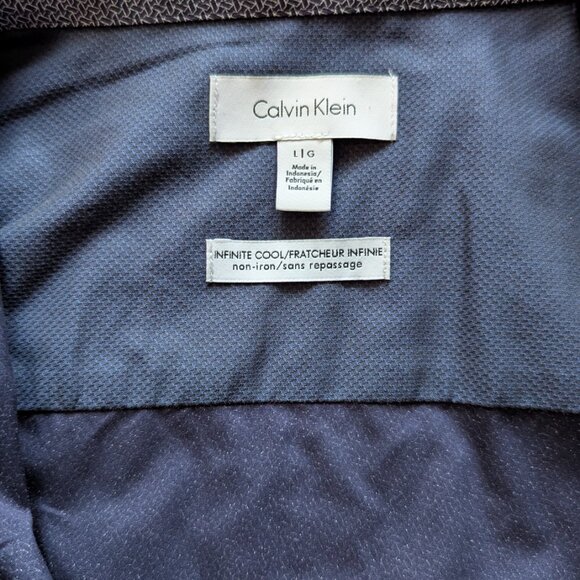 Calvin Klein
L|G
Made in
Indonesia/
Fabriqué en
Indonésie
INFINITE COOL/FRATCHEUR INFINIE
non-iron/sans repassage